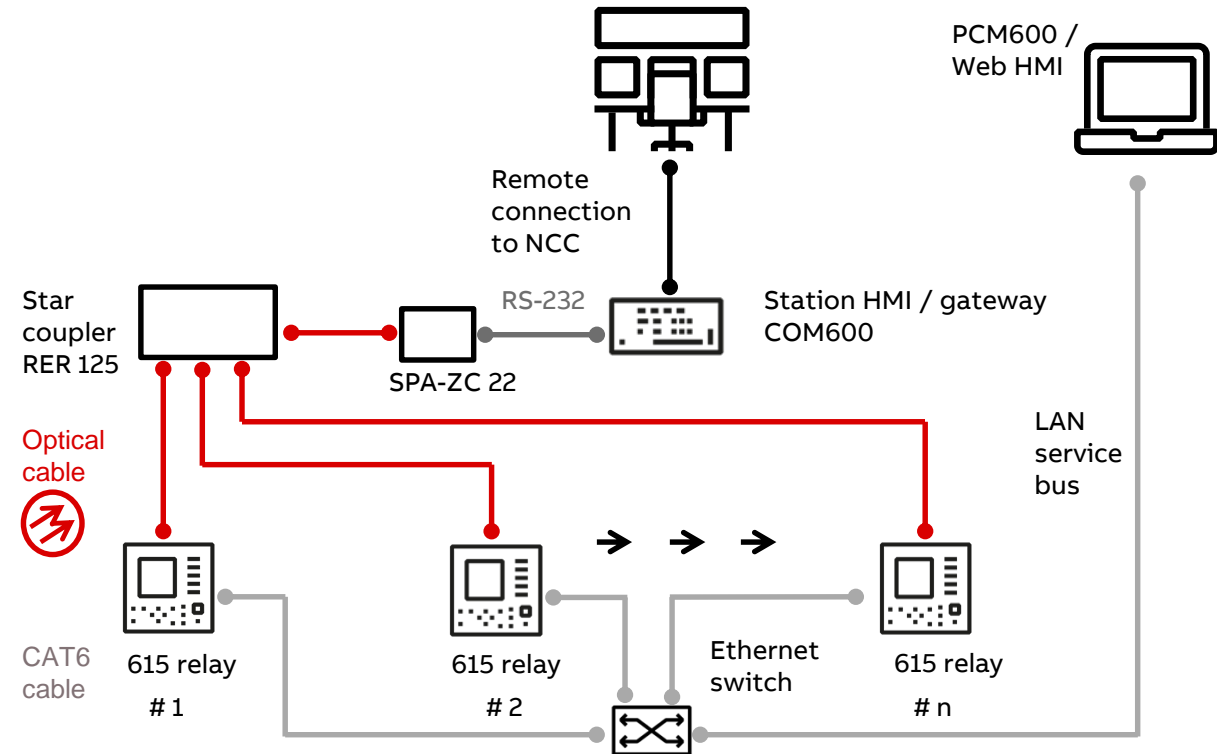 PCM600 /
Web HMI
Remote
connection
to NCC
Star
coupler
RER 125
RS-232
SPA-ZC 22
Station HMI / gateway
COM600
Optical
cable
LAN
service
bus
CAT6
cable
615 relay
# 1
615 relay
# 2
Ethernet
switch
615 relay
# n